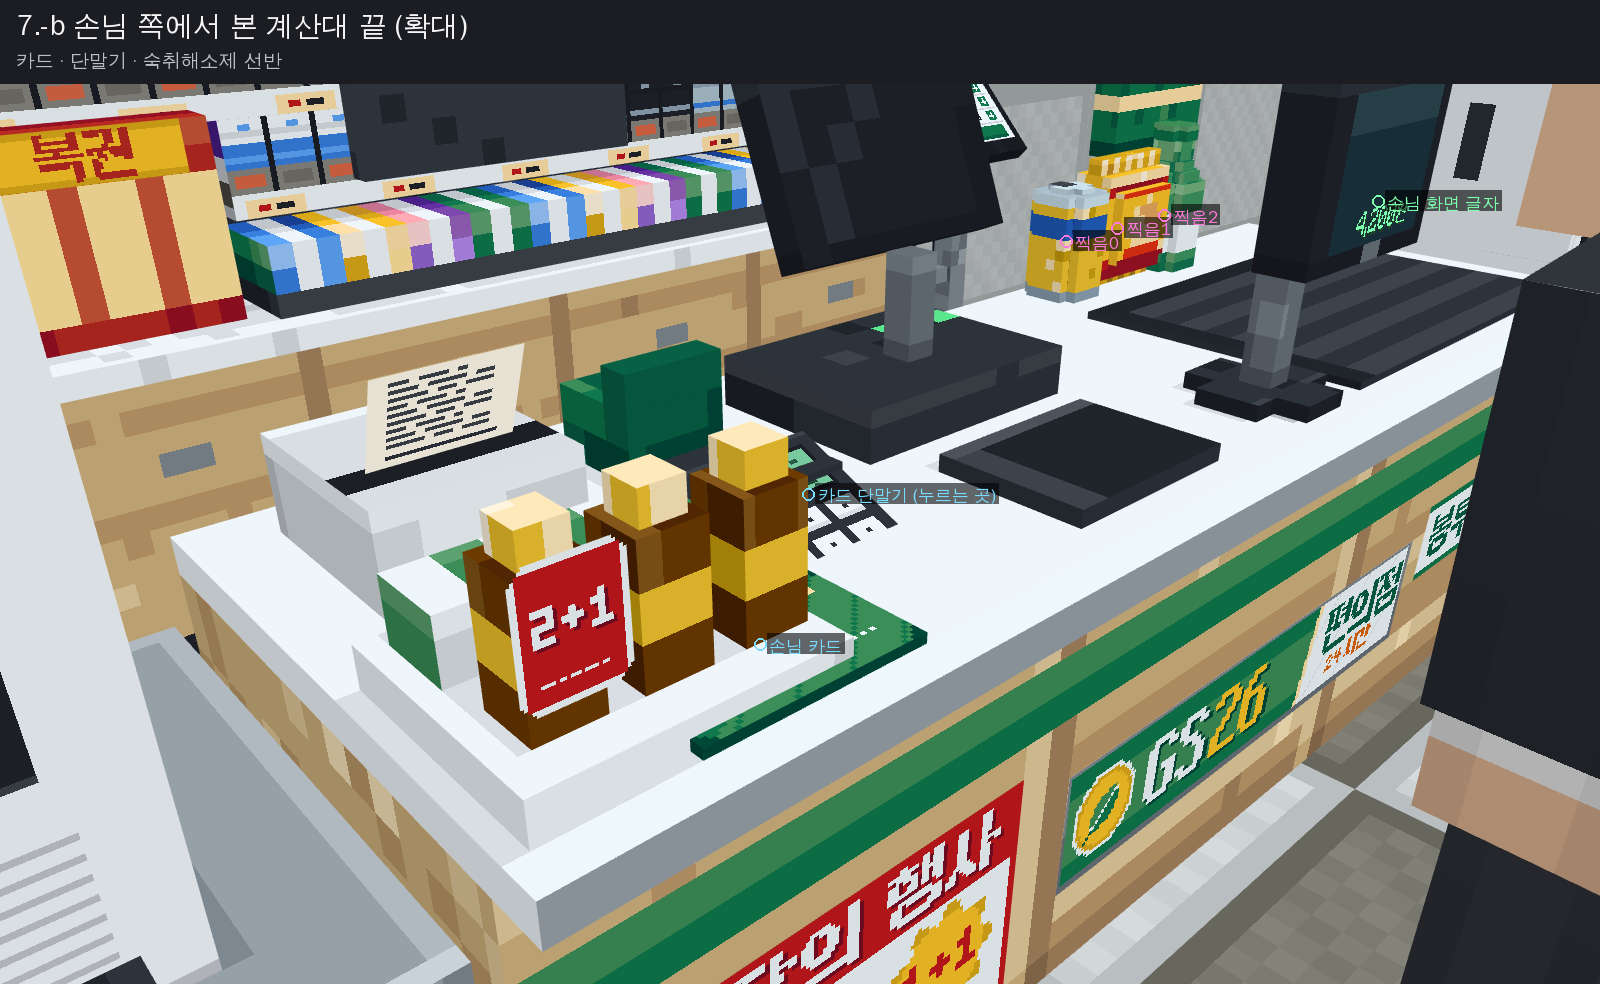 7.-b 손님 쪽에서 본 계산대 끝 (확대)
카드 · 단말기 · 숙취해소제 선반
복권
손님 화면 글자
찍음2
찍음1
찍음0
카드 단말기 (누르는 곳)
2+1
손님 카드
편의점
24시간
GS26
행사
1+1